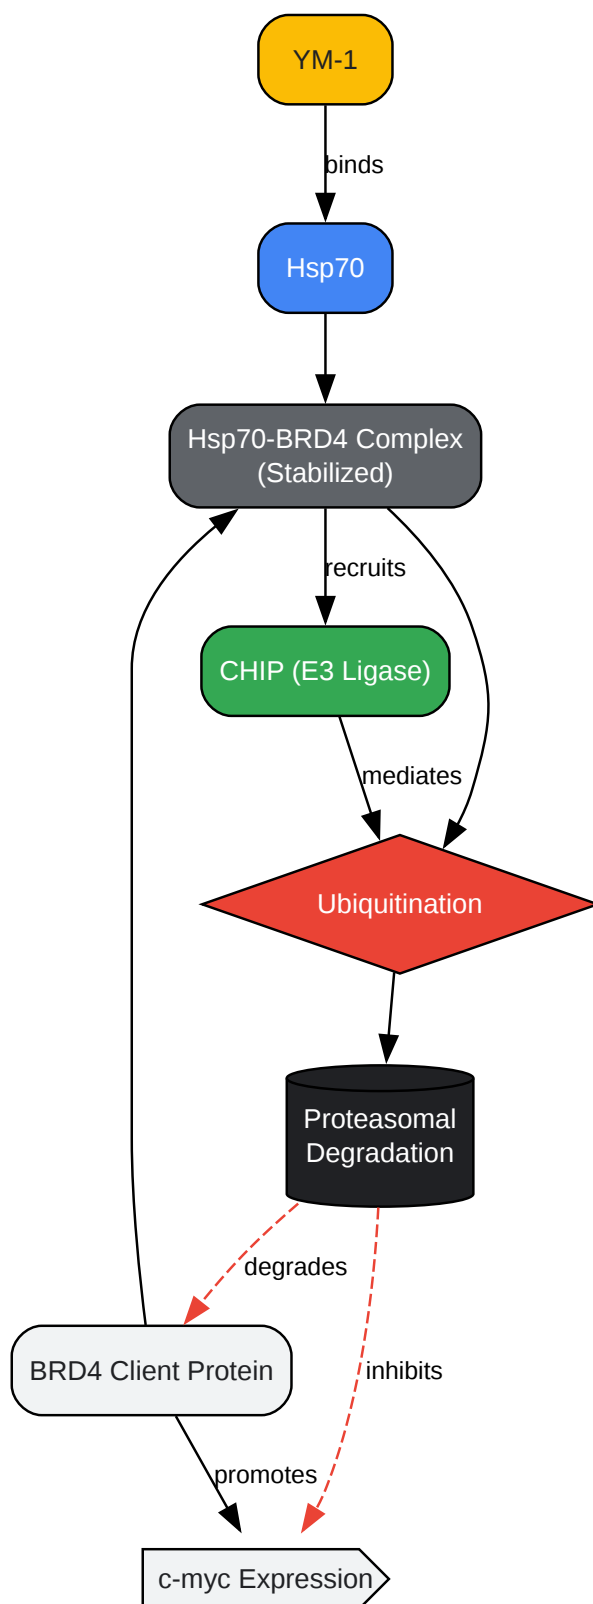 YM-1
binds
Hsp70
Hsp70-BRD4 Complex
(Stabilized)
recruits
CHIP (E3 Ligase)
mediates
Ubiquitination
Proteasomal
Degradation
degrades
BRD4 Client Protein
inhibits
promotes
c-myc Expression